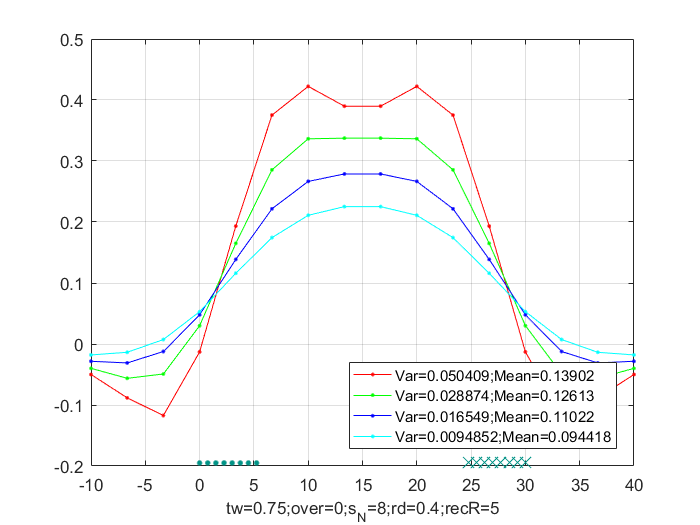 0.5
0.4
0.3
0.2
0.1
0
-0.1
-0.2
Var=0.050409;Mean=0.13902
Var=0.028874;Mean=0.12613
Var=0.016549;Mean=0.11022
Var=0.0094852;Mean=0.094418
-10 -5 0 5 10 15 20 25 30 35 40
tw=0.75;over=0;s_N=8;rd=0.4;recR=5